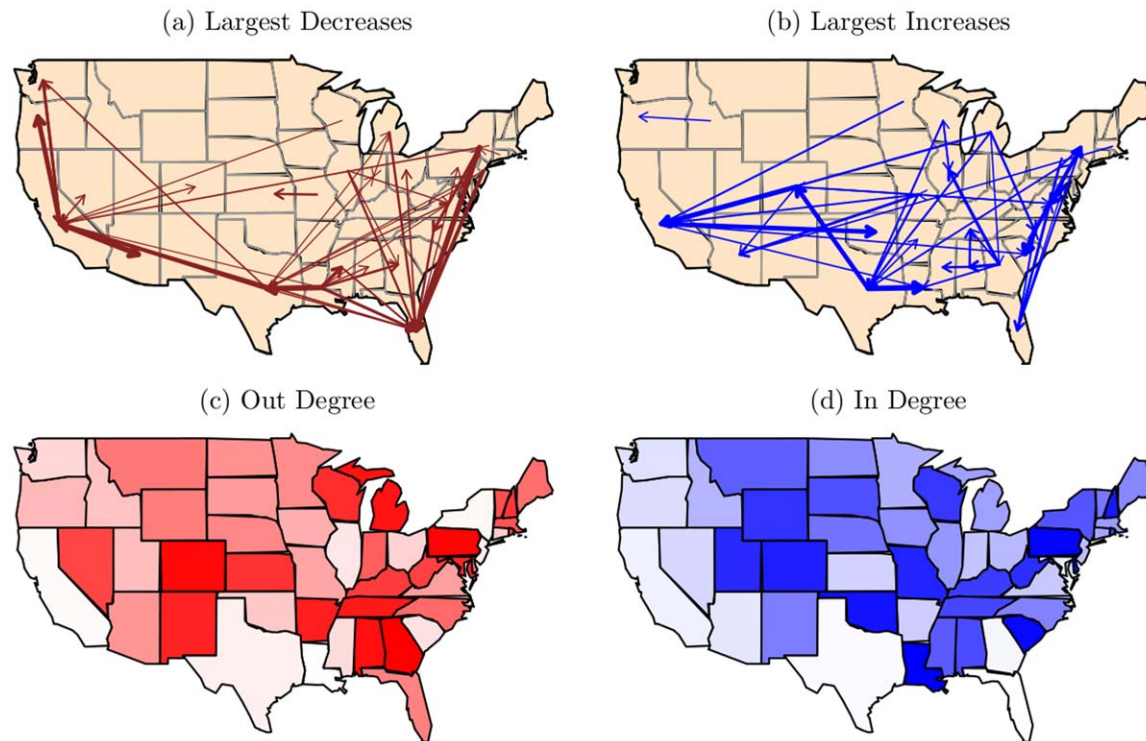 (a) Largest Decreases
(b) Largest Increases
(c) Out Degree
(d) In Degree